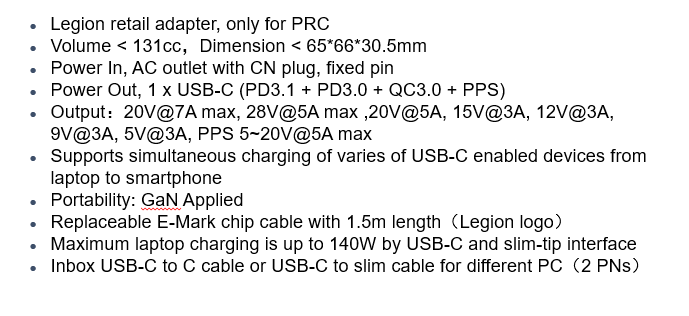 • Legion retail adapter, only for PRC
• Volume < 131cc，Dimension < 65*66*30.5mm
• Power In, AC outlet with CN plug, fixed pin
• Power Out, 1 x USB-C (PD3.1 + PD3.0 + QC3.0 + PPS)
• Output：20V@7A max, 28V@5A max ,20V@5A, 15V@3A, 12V@3A,
9V@3A, 5V@3A, PPS 5~20V@5A max
• Supports simultaneous charging of varies of USB-C enabled devices from
laptop to smartphone
• Portability: GaN Applied
• Replaceable E-Mark chip cable with 1.5m length（Legion logo）
• Maximum laptop charging is up to 140W by USB-C and slim-tip interface
• Inbox USB-C to C cable or USB-C to slim cable for different PC（2 PNs）